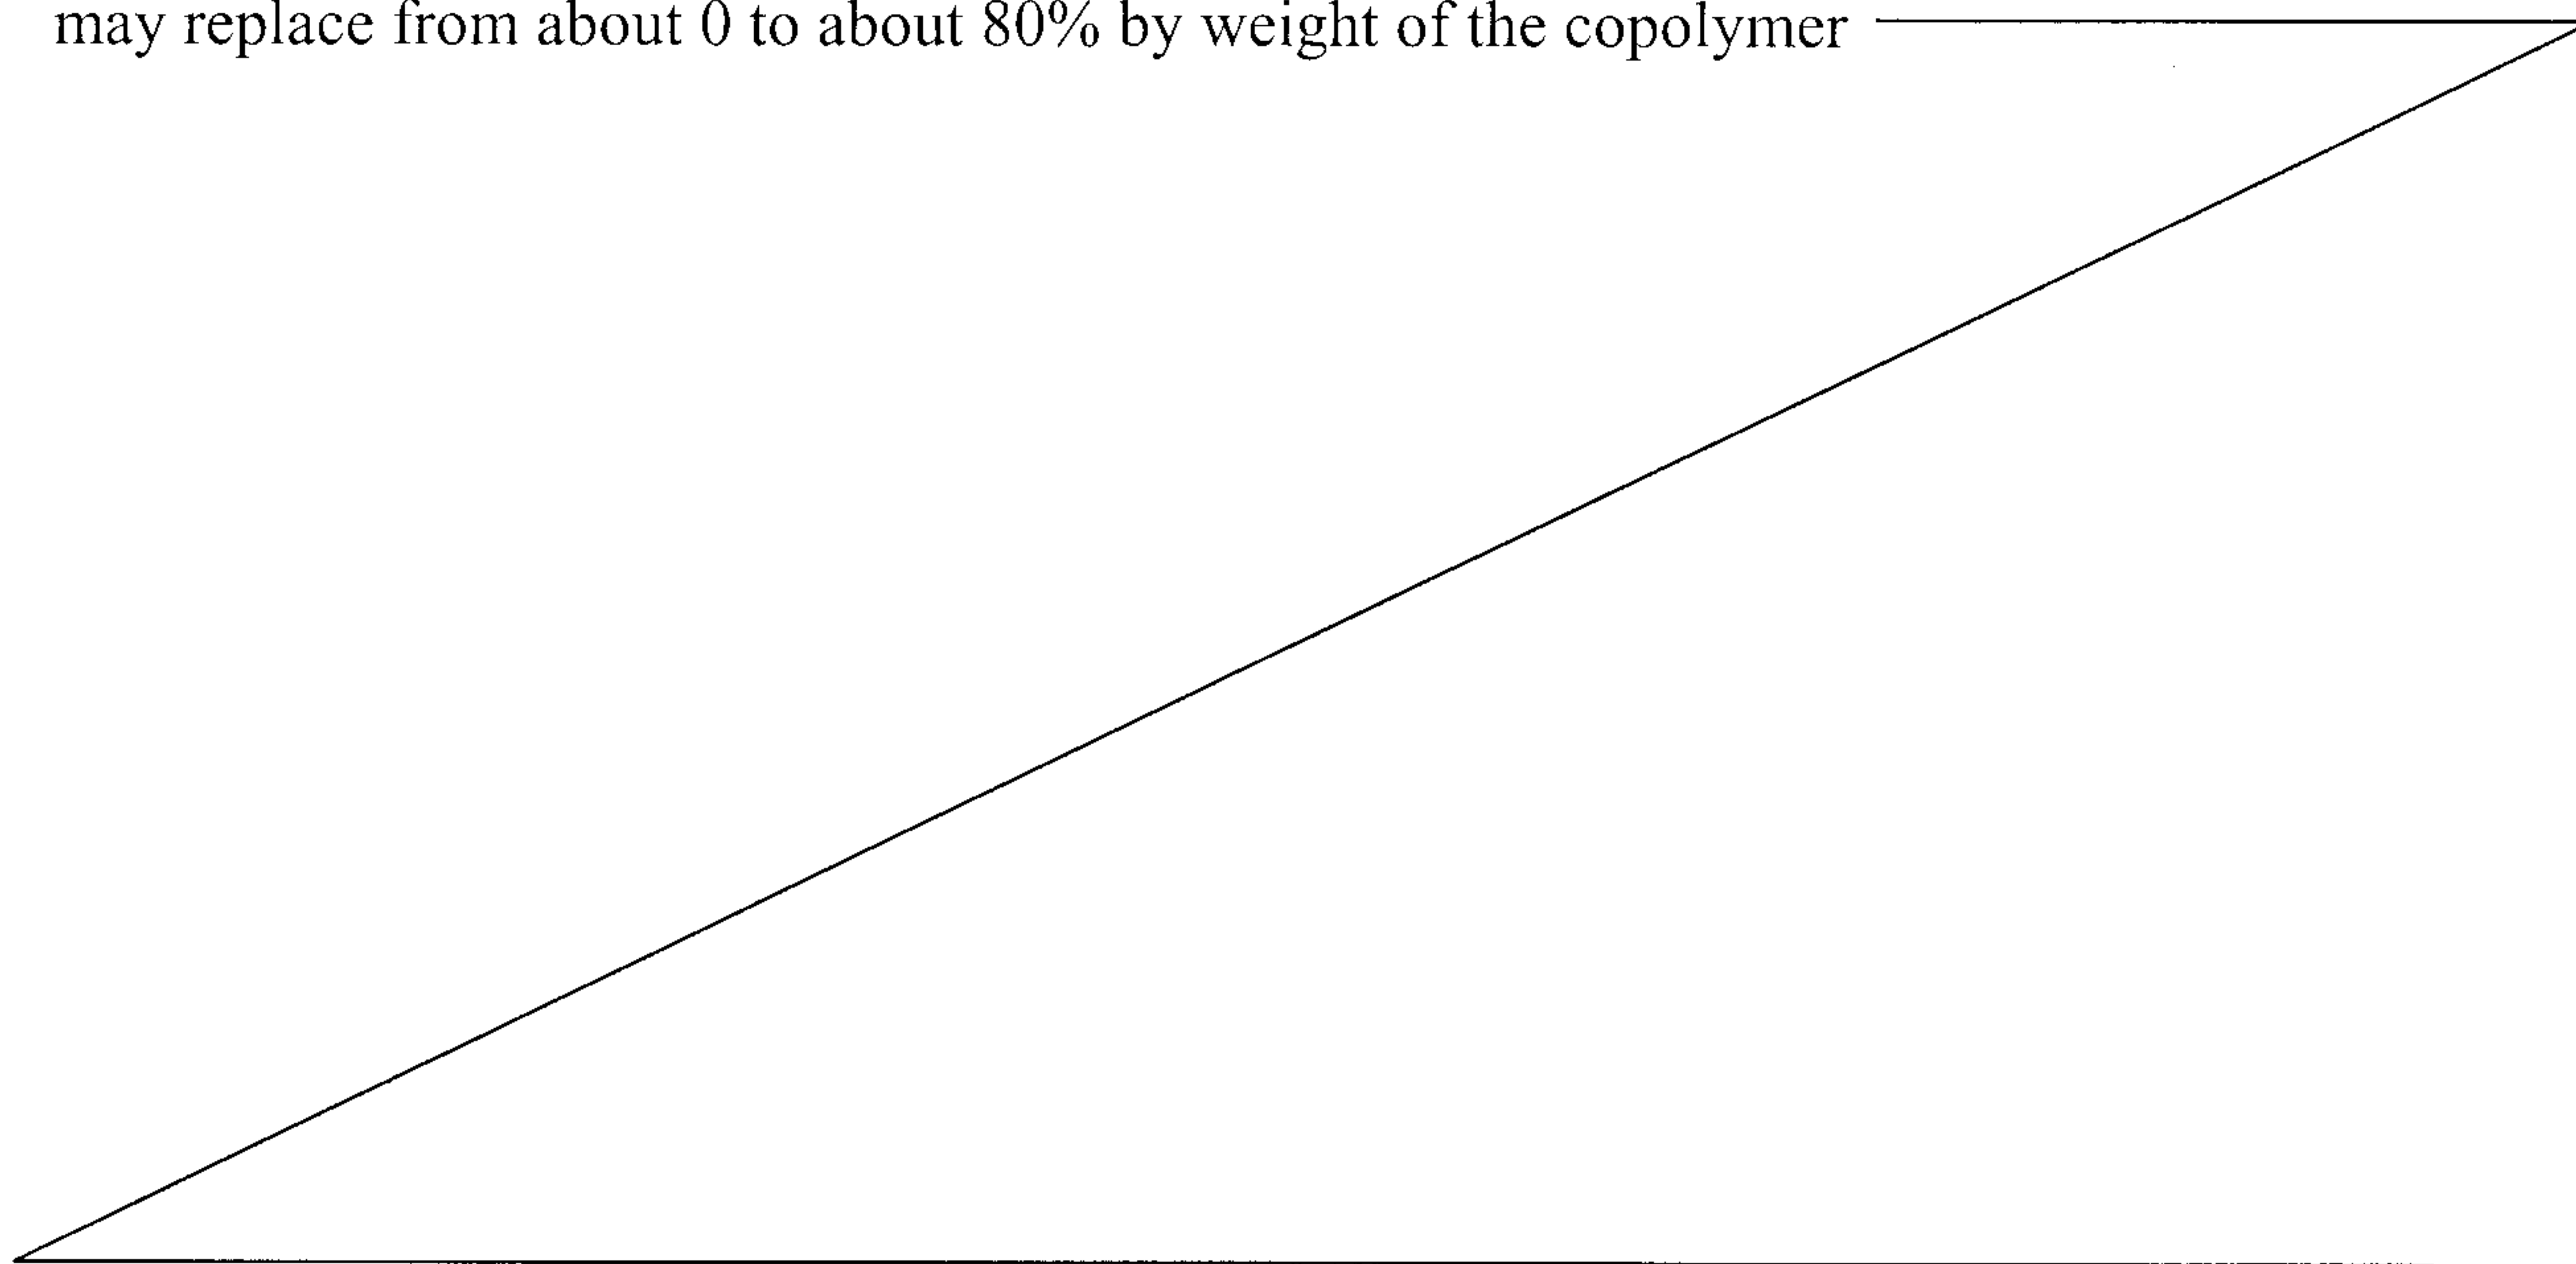 may replace from about 0 to about 80% by weight of the copolymer